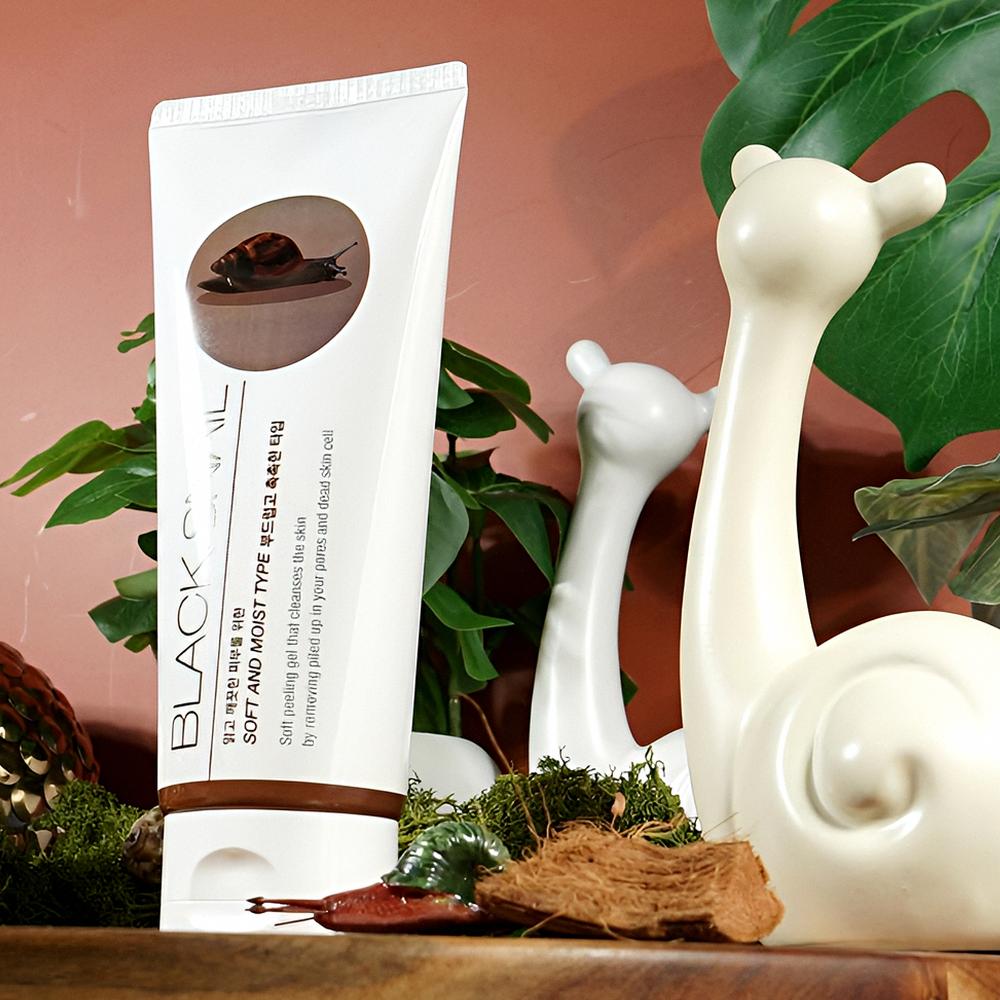 BLACK SNAIL
맑고 깨끗한 피부를 위한
SOFT AND MOIST TYPE 부드럽고 촉촉한 타입
Soft peeling gel that cleanses the skin
by removing piled up in your pores and dead skin cell